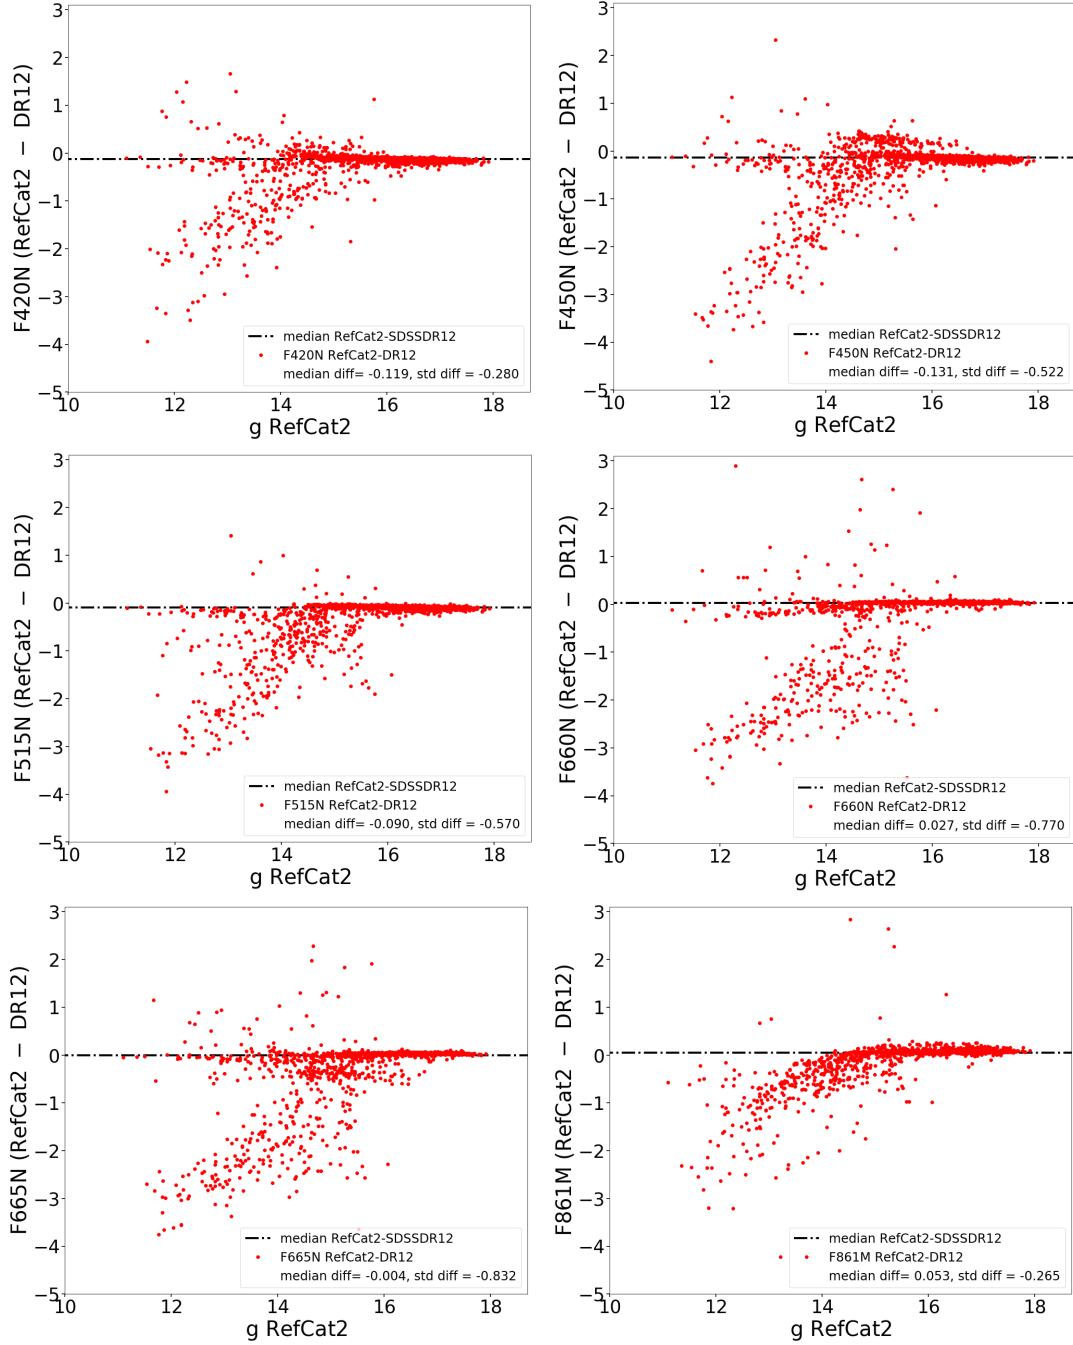 3
2
1
0
−1
−2
−3
−4
−5
F420N (RefCat2 − DR12)
median RefCat2-SDSSDR12
F420N RefCat2-DR12
median diff= -0.119, std diff = -0.280
10 12 14 16 18
g RefCat2
3
2
1
0
−1
−2
−3
−4
−5
F450N (RefCat2 − DR12)
median RefCat2-SDSSDR12
F450N RefCat2-DR12
median diff= -0.131, std diff = -0.522
10 12 14 16 18
g RefCat2
3
2
1
0
−1
−2
−3
−4
−5
F515N (RefCat2 − DR12)
median RefCat2-SDSSDR12
F515N RefCat2-DR12
median diff= -0.090, std diff = -0.570
10 12 14 16 18
g RefCat2
3
2
1
0
−1
−2
−3
−4
−5
F660N (RefCat2 − DR12)
median RefCat2-SDSSDR12
F660N RefCat2-DR12
median diff= 0.027, std diff = -0.770
10 12 14 16 18
g RefCat2
3
2
1
0
−1
−2
−3
−4
−5
F665N (RefCat2 − DR12)
median RefCat2-SDSSDR12
F665N RefCat2-DR12
median diff= -0.004, std diff = -0.832
10 12 14 16 18
g RefCat2
3
2
1
0
−1
−2
−3
−4
−5
F861M (RefCat2 − DR12)
median RefCat2-SDSSDR12
F861M RefCat2-DR12
median diff= 0.053, std diff = -0.265
10 12 14 16 18
g RefCat2